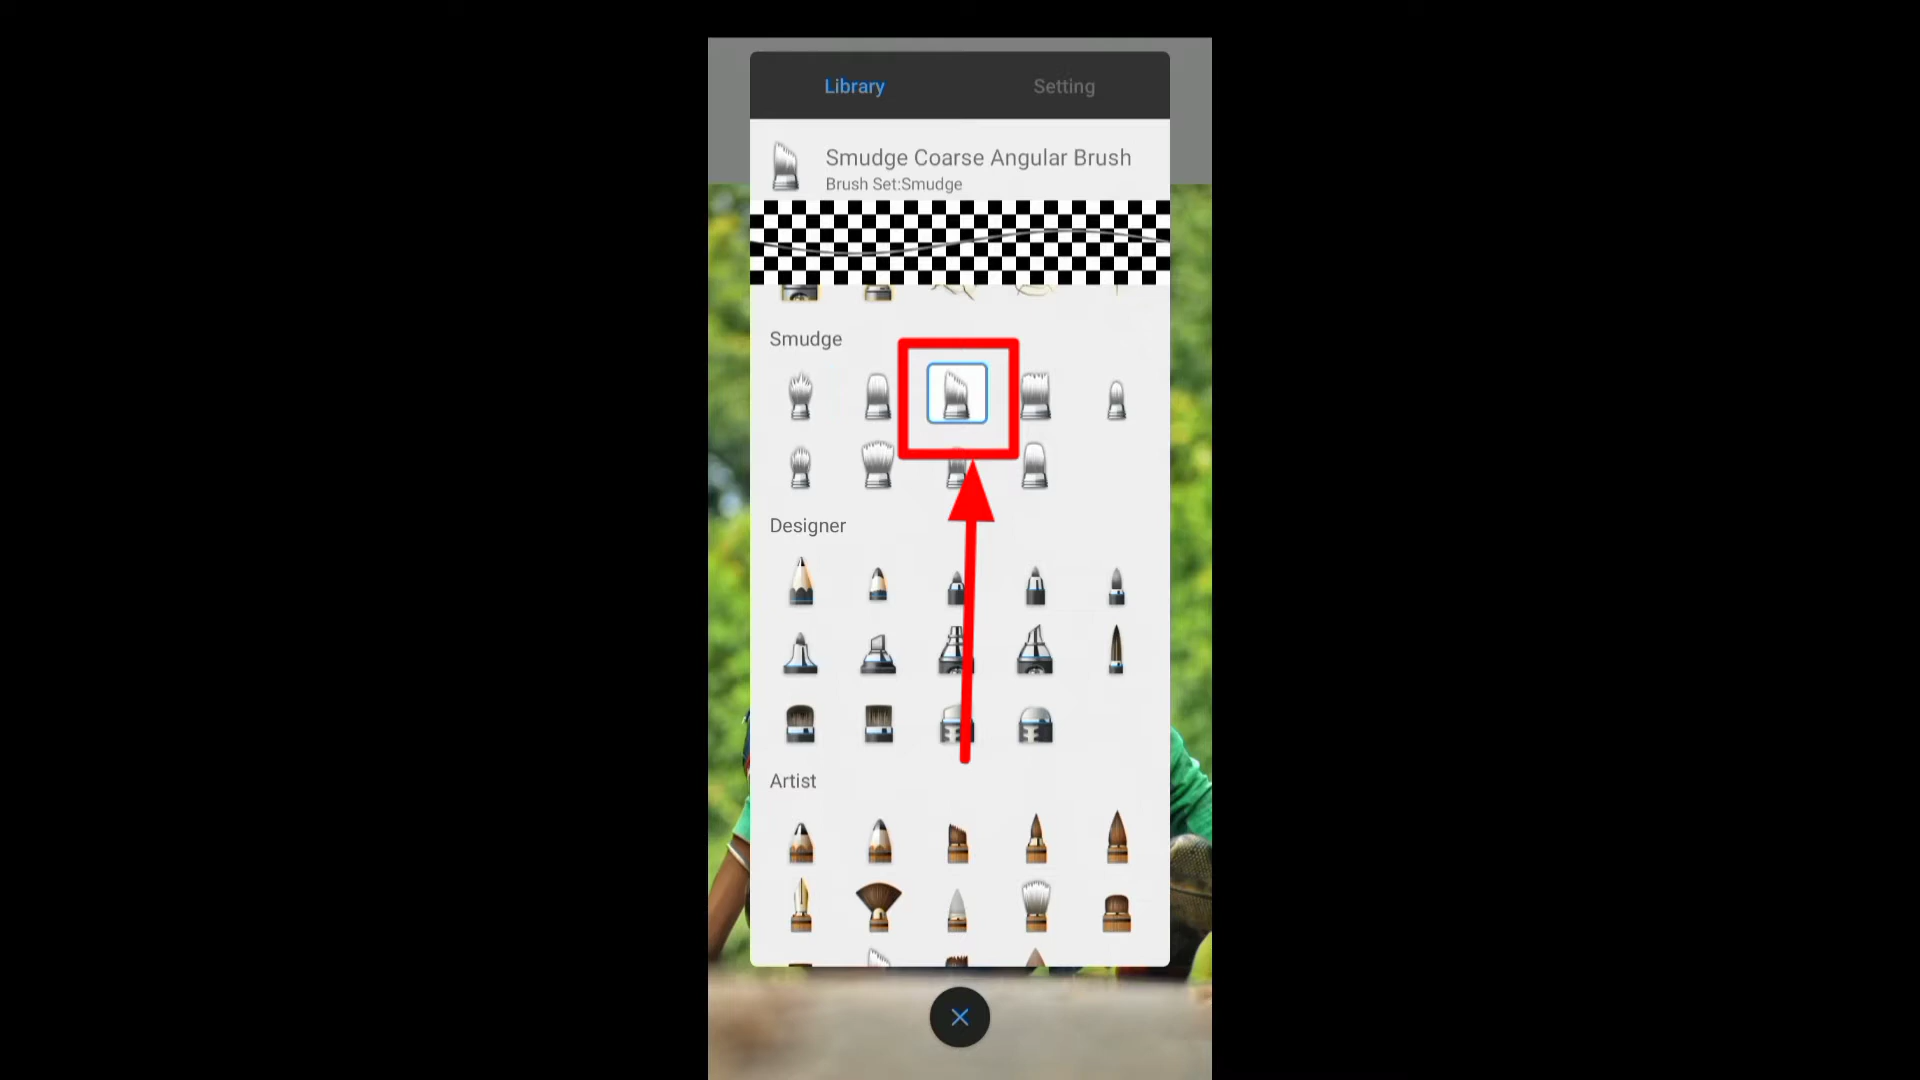 Library
Setting
Smudge Coarse Angular Brush
Brush Set:Smudge
Smudge
Designer
Artist